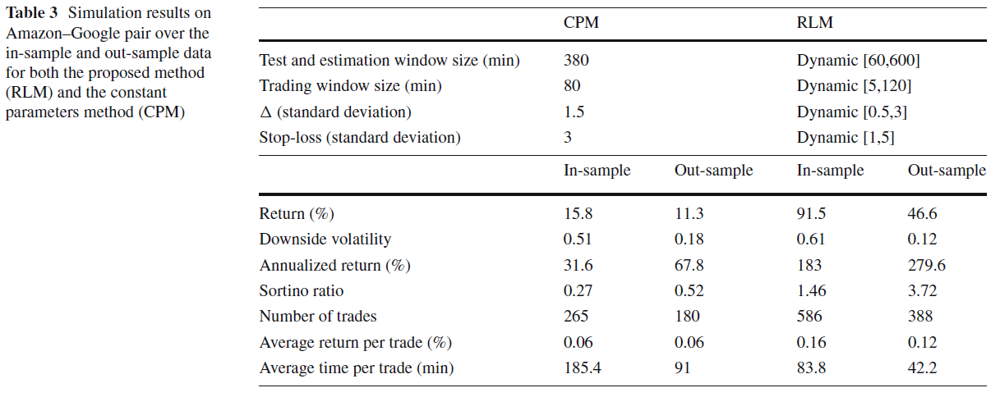 Table 3 Simulation results on
Amazon–Google pair over the
in-sample and out-sample data
for both the proposed method
(RLM) and the constant
parameters method (CPM)
CPM RLM
Test and estimation window size (min) 380 Dynamic [60,600]
Trading window size (min) 80 Dynamic [5,120]
Δ (standard deviation) 1.5 Dynamic [0.5,3]
Stop-loss (standard deviation) 3 Dynamic [1,5]
In-sample Out-sample In-sample Out-sample
Return (%) 15.8 11.3 91.5 46.6
Downside volatility 0.51 0.18 0.61 0.12
Annualized return (%) 31.6 67.8 183 279.6
Sortino ratio 0.27 0.52 1.46 3.72
Number of trades 265 180 586 388
Average return per trade (%) 0.06 0.06 0.16 0.12
Average time per trade (min) 185.4 91 83.8 42.2